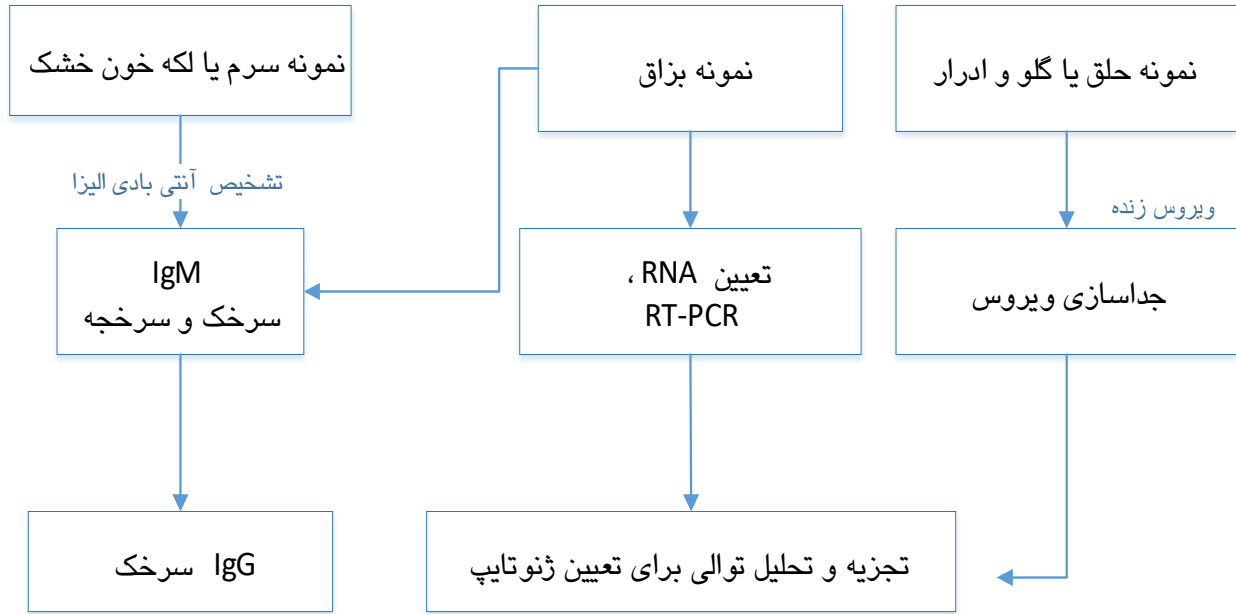 نمونه حلق یا گلو و ادرار
نمونه بزاق
نمونه سرم یا لکه خون خشک
ویروس زنده
تشخیص آنتی بادی الیزا
جداسازی ویروس
تعیین RNA ،
RT-PCR
IgM
سرخک و سرخجه
تجزیه و تحلیل توالی برای تعیین ژنوتایپ
IgG سرخک